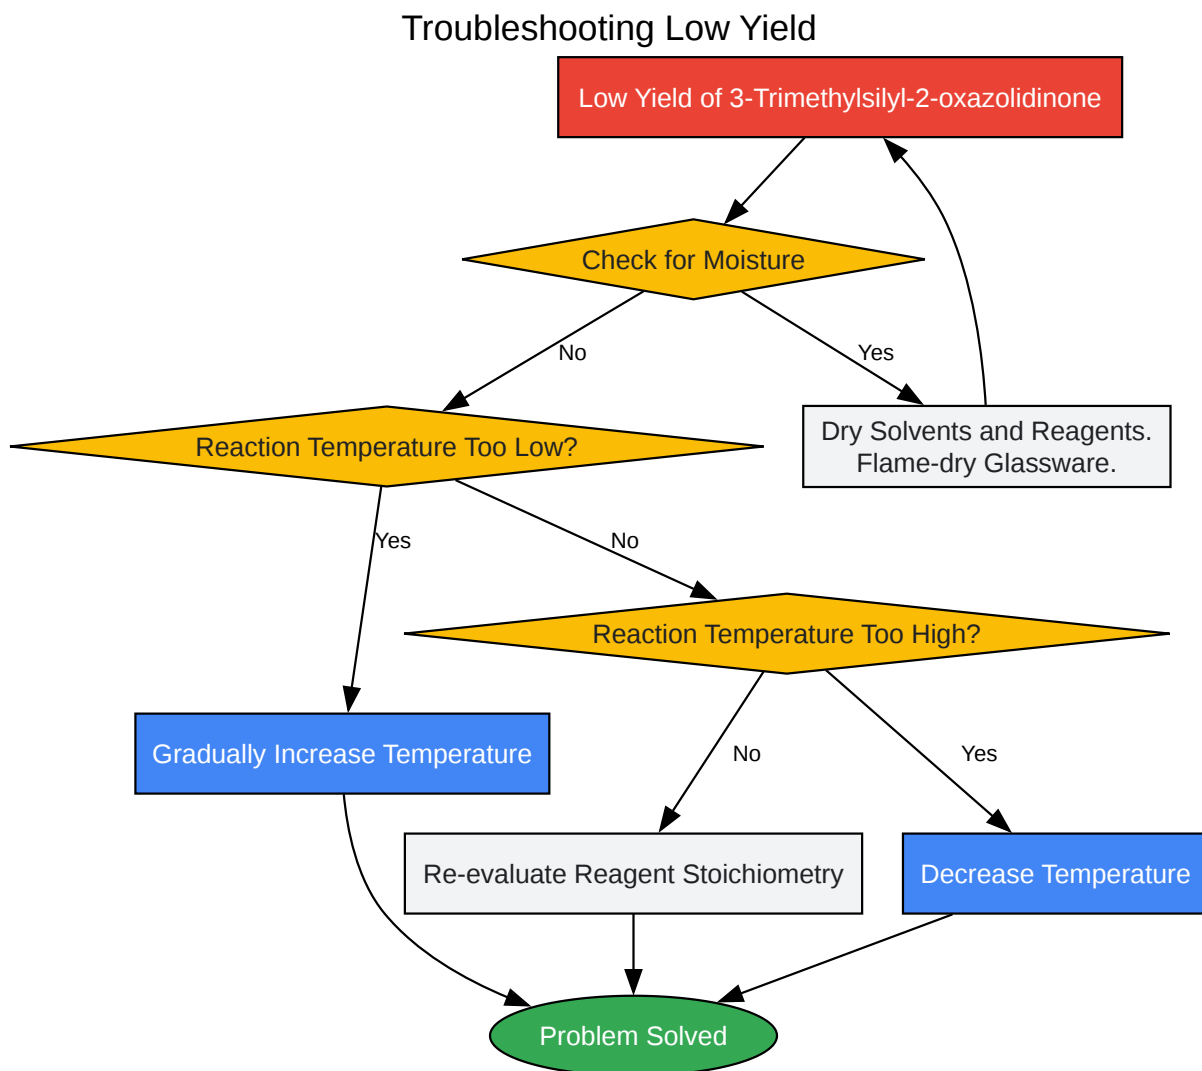 Troubleshooting Low Yield
Low Yield of 3-Trimethylsilyl-2-oxazolidinone
Check for Moisture
No
Yes
Reaction Temperature Too Low?
Dry Solvents and Reagents.
Flame-dry Glassware.
Yes
No
Reaction Temperature Too High?
Gradually Increase Temperature
No
Yes
Re-evaluate Reagent Stoichiometry
Decrease Temperature
Problem Solved